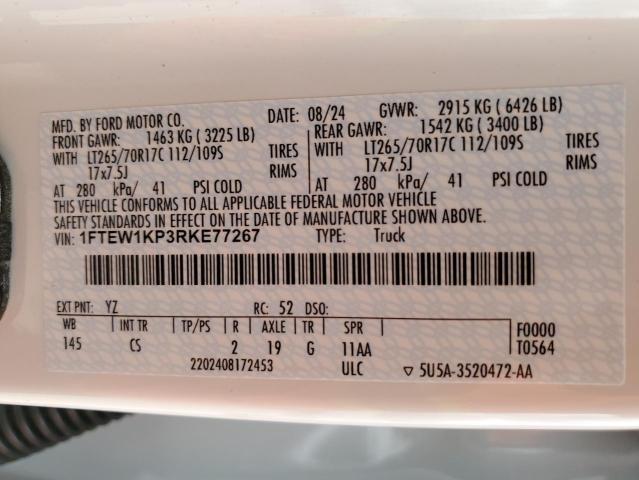 MFD. BY FORD MOTOR CO. DATE: 08/24 GVWR: 2915 KG ( 6426 LB)
FRONT GAWR: 1463 KG ( 3225 LB) REAR GAWR: 1542 KG ( 3400 LB)
WITH LT265/70R17C 112/109S TIRES WITH LT265/70R17C 112/109S TIRES
17x7.5J RIMS 17x7.5J RIMS
AT 280 kPa/ 41 PSI COLD AT 280 kPa/ 41 PSI COLD
THIS VEHICLE CONFORMS TO ALL APPLICABLE FEDERAL MOTOR VEHICLE
SAFETY STANDARDS IN EFFECT ON THE DATE OF MANUFACTURE SHOWN ABOVE.
VIN: 1FTEW1KP3RKE77267 TYPE: Truck
EXT PNT: YZ RC: 52 DSO:
WB INT TR TP/PS R AXLE TR SPR F0000
145 CS 2 19 G 11AA T0564
2202408172453 ULC ▽ 5U5A-3520472-AA